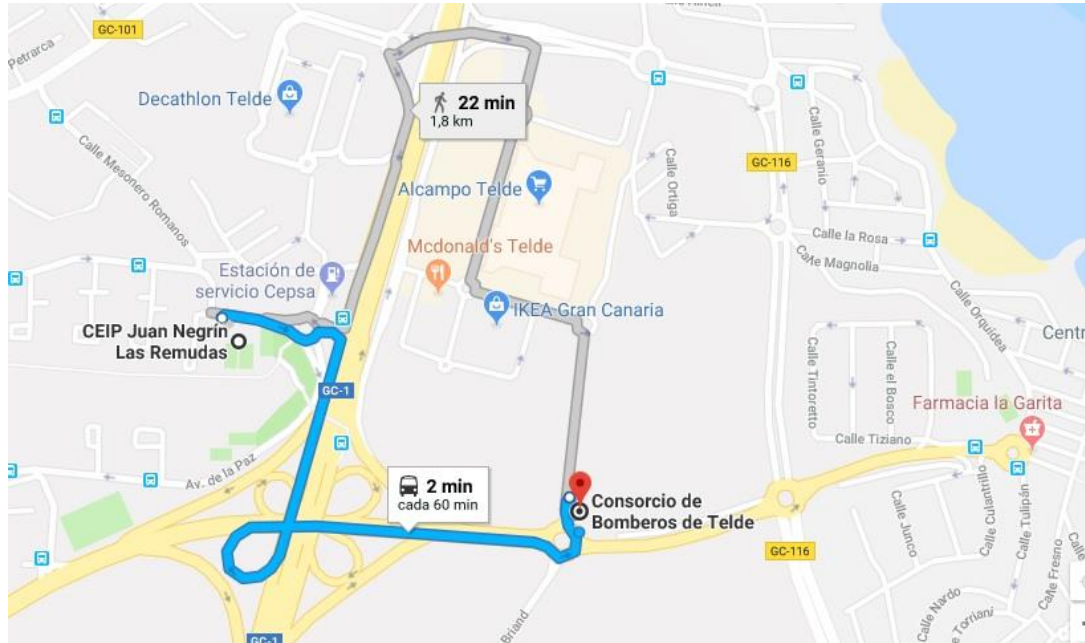 GC-101
Petrarca
Decathlon Telde
22 min
1,8 km
Calle Mesonero Romanos
Alcampo Telde
Calle Ortiga
GC-116
Calle Geranio
Calle la Rosa
Calle Magnolia
Mcdonald's Telde
Estación de
servicio Cepsa
IKEA Gran Canaria
Calle Orquídea
CEIP Juan Negrín
Las Remudas
Centr
GC-1
Calle Tintoretto
Calle el Bosco
Farmacia la Garita
Calle Tiziano
Av. de la Paz
2 min
cada 60 min
Consorcio de
Bomberos de Telde
Calle Culantrillo
Calle Tulipán
Calle Junco
GC-116
Calle Fresno
Calle Nardo
Torriani
Briand
GC-1